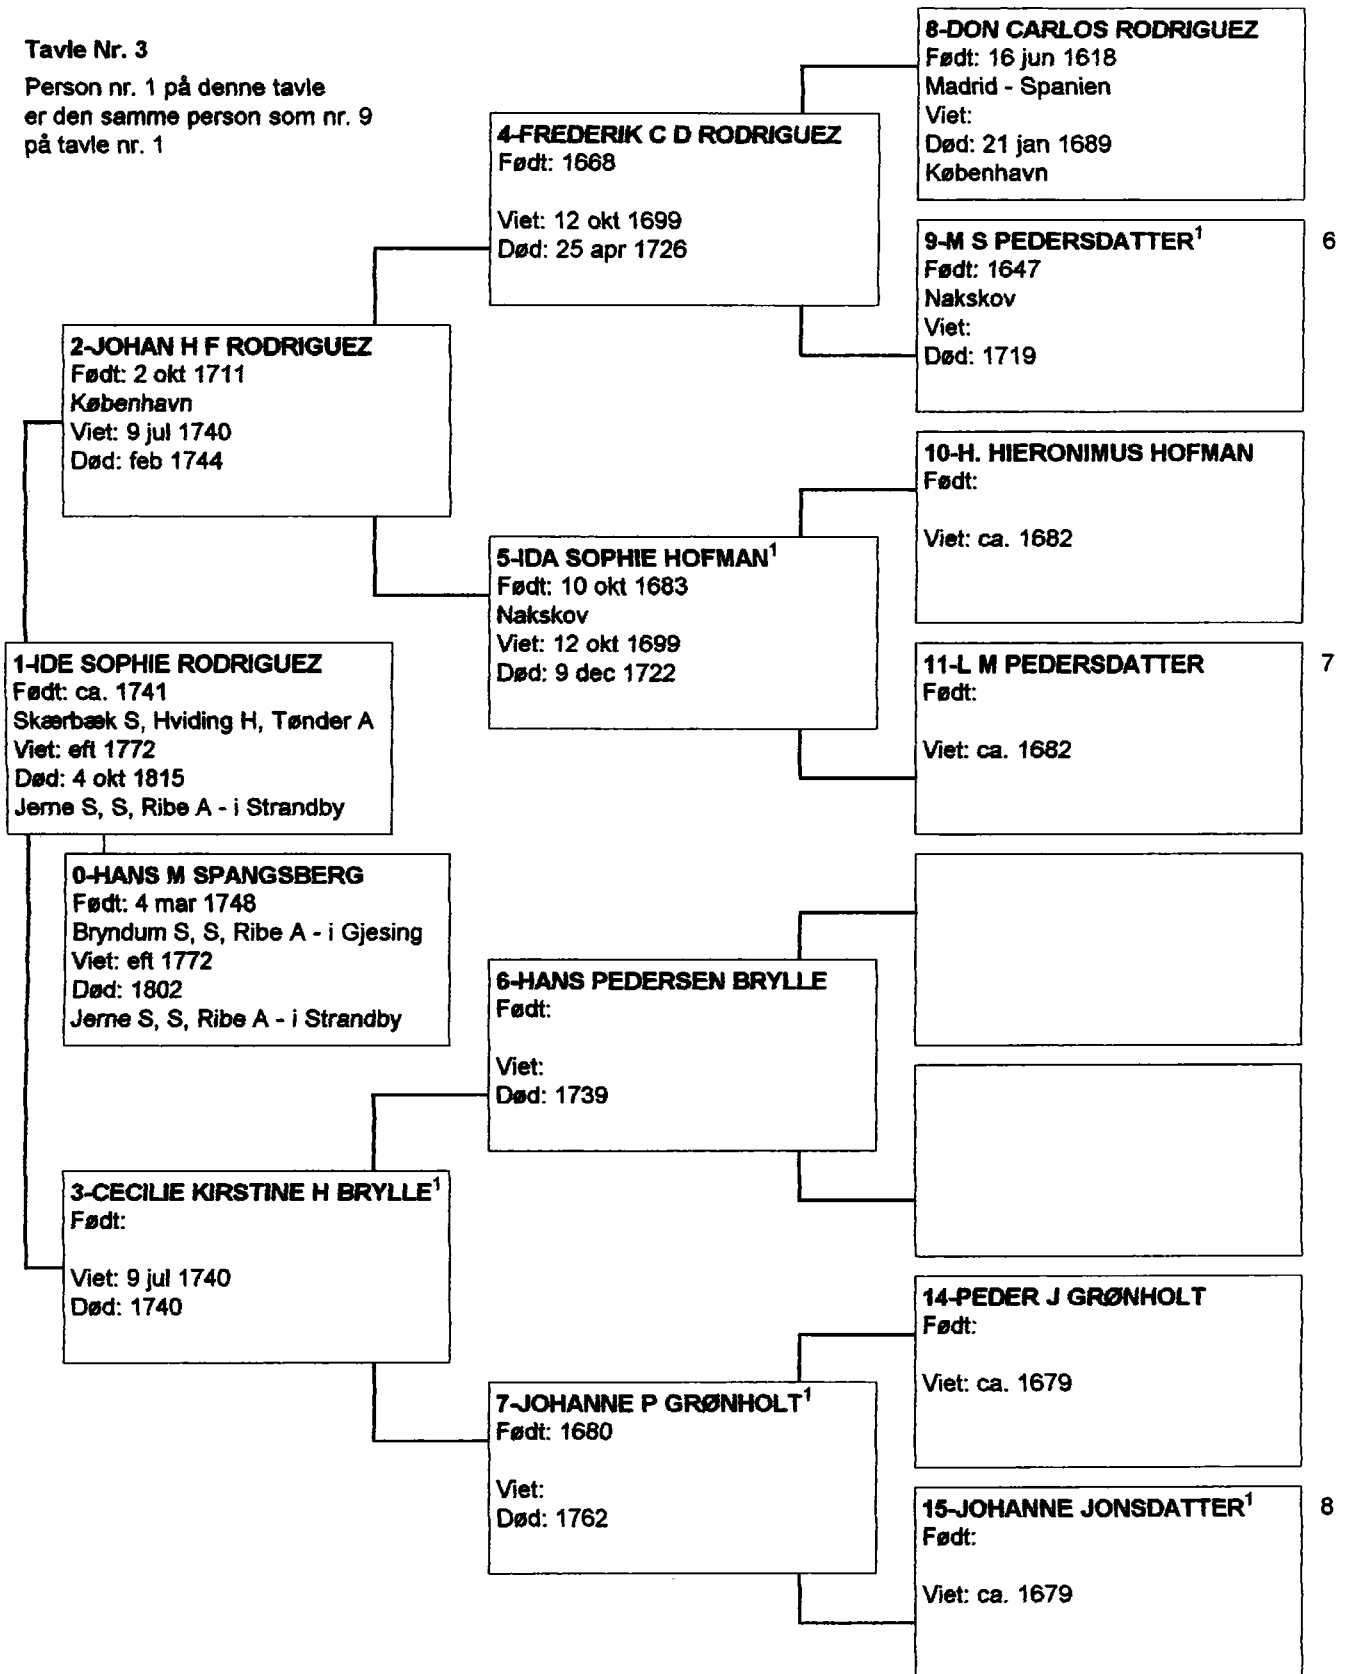 Tavle Nr. 3
Person nr. 1 på denne tavle
er den samme person som nr. 9
på tavle nr. 1
8-DON CARLOS RODRIGUEZ
Født: 16 jun 1618
Madrid - Spanien
Viet:
Død: 21 jan 1689
København
4-FREDERIK C D RODRIGUEZ
Født: 1668
Viet: 12 okt 1699
Død: 25 apr 1726
9-M S PEDERSDATTER¹
Født: 1647
Nakskov
Viet:
Død: 1719
6
2-JOHAN H F RODRIGUEZ
Født: 2 okt 1711
København
Viet: 9 jul 1740
Død: feb 1744
10-H. HIERONIMUS HOFMAN
Født:
Viet: ca. 1682
5-IDA SOPHIE HOFMAN¹
Født: 10 okt 1683
Nakskov
Viet: 12 okt 1699
Død: 9 dec 1722
1-IDE SOPHIE RODRIGUEZ
Født: ca. 1741
Skærbæk S, Hviding H, Tønder A
Viet: eft 1772
Død: 4 okt 1815
Jerne S, S, Ribe A - i Strandby
11-L M PEDERSDATTER
Født:
Viet: ca. 1682
7
0-HANS M SPANGSBERG
Født: 4 mar 1748
Bryndum S, S, Ribe A - i Gjesing
Viet: eft 1772
Død: 1802
Jerne S, S, Ribe A - i Strandby
6-HANS PEDERSEN BRYLLE
Født:
Viet:
Død: 1739
3-CECILIE KIRSTINE H BRYLLE¹
Født:
Viet: 9 jul 1740
Død: 1740
14-PEDER J GRØNHOLT
Født:
Viet: ca. 1679
7-JOHANNE P GRØNHOLT¹
Født: 1680
Viet:
Død: 1762
15-JOHANNE JONSDATTER¹
Født:
Viet: ca. 1679
8